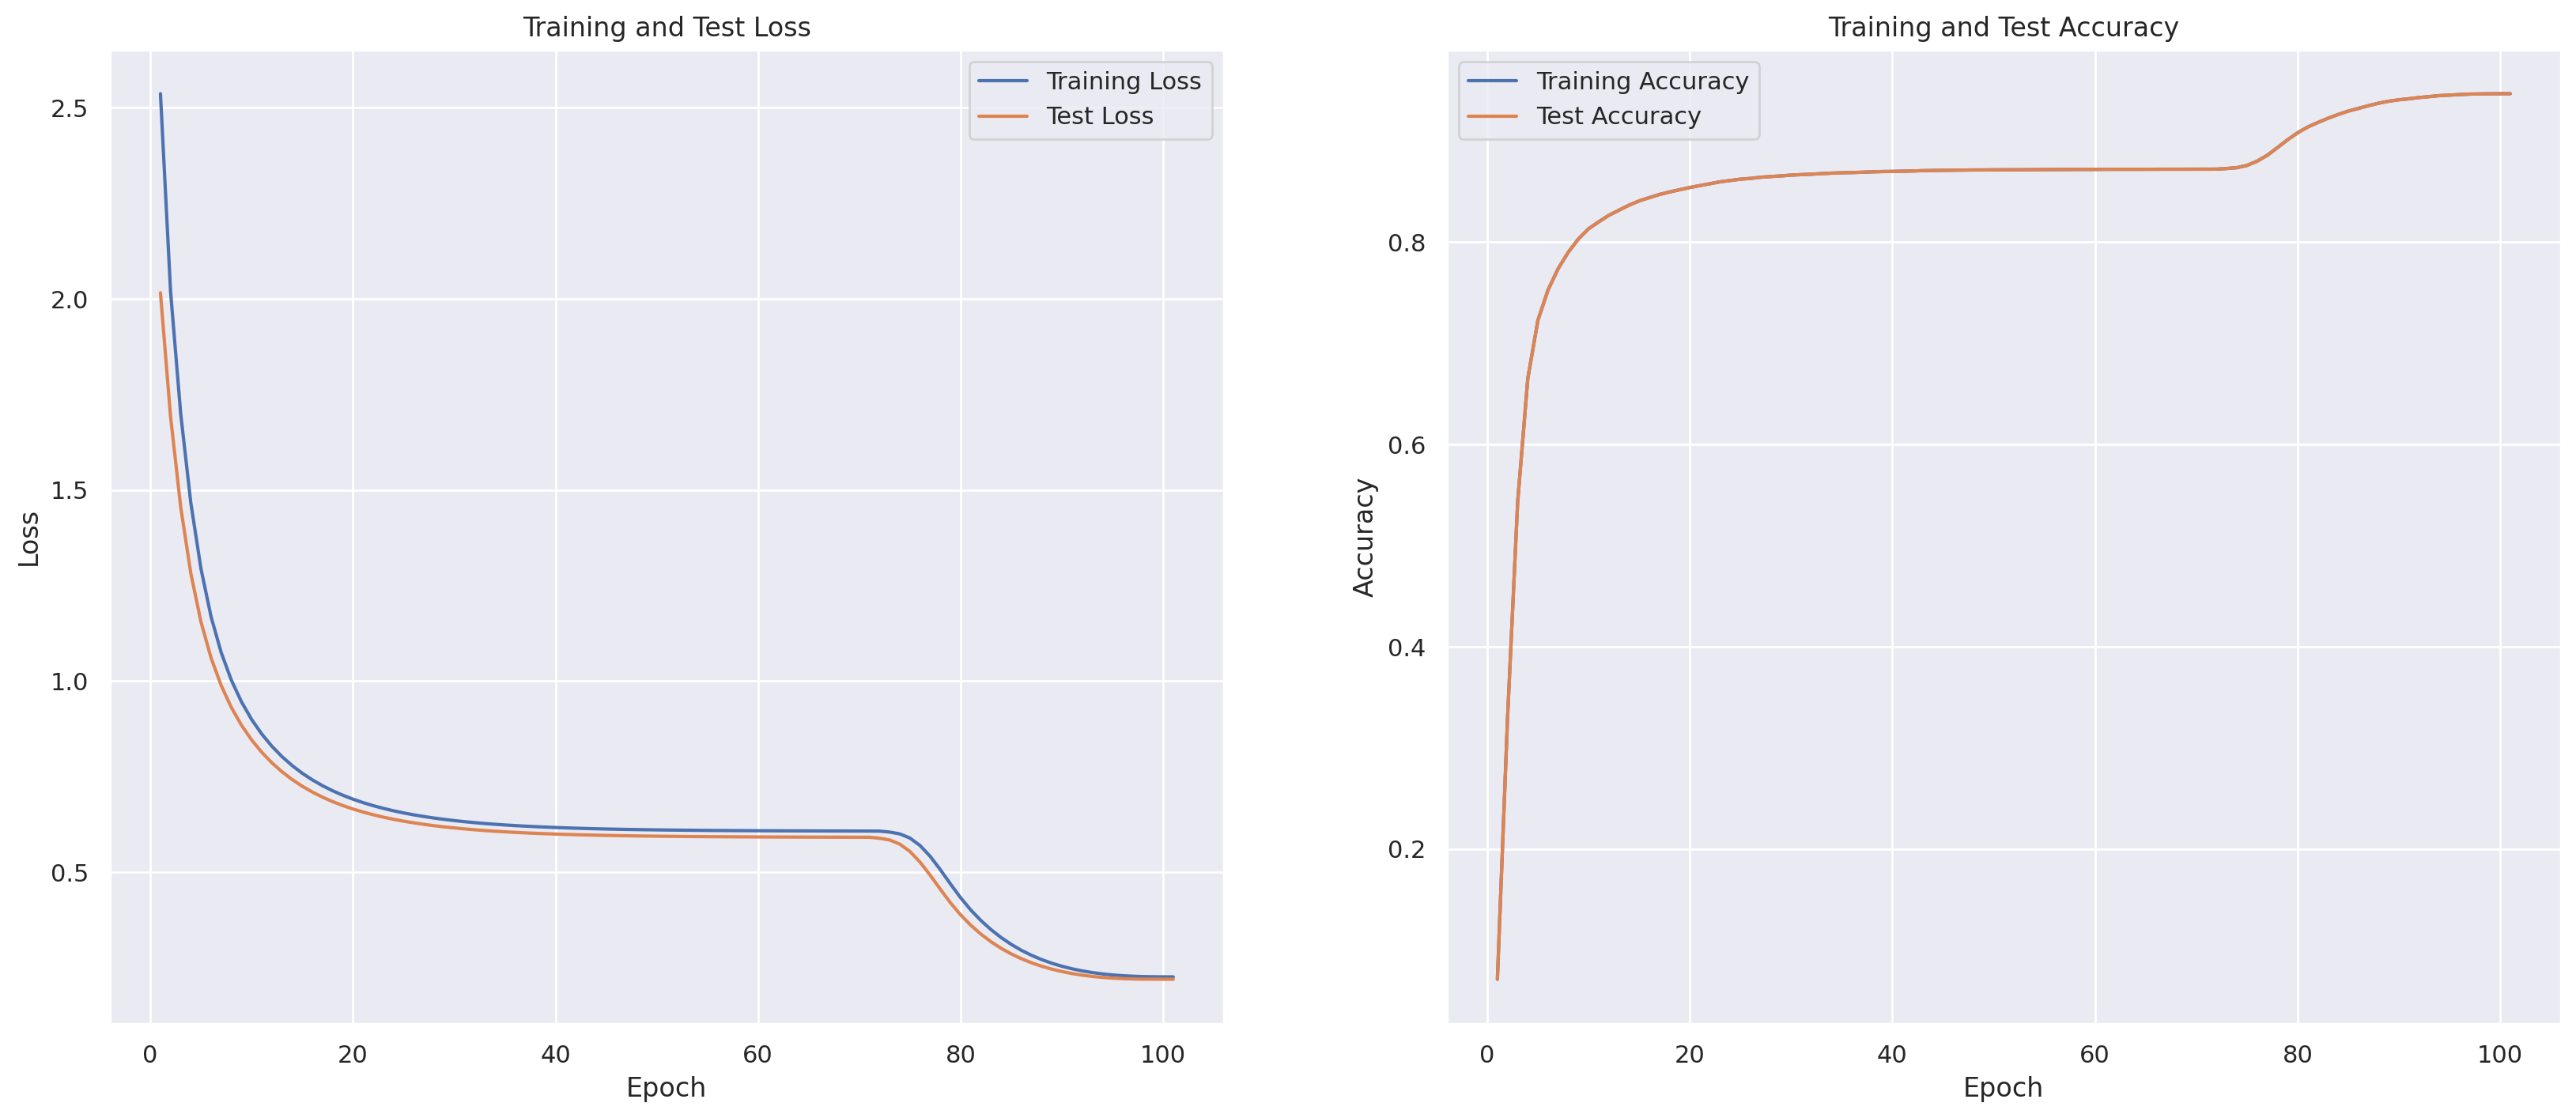 Training and Test Loss
Training Loss
Test Loss
2.5
2.0
1.5
1.0
0.5
Loss
0 20 40 60 80 100
Epoch
Training and Test Accuracy
Training Accuracy
Test Accuracy
0.8
0.6
0.4
0.2
Accuracy
0 20 40 60 80 100
Epoch